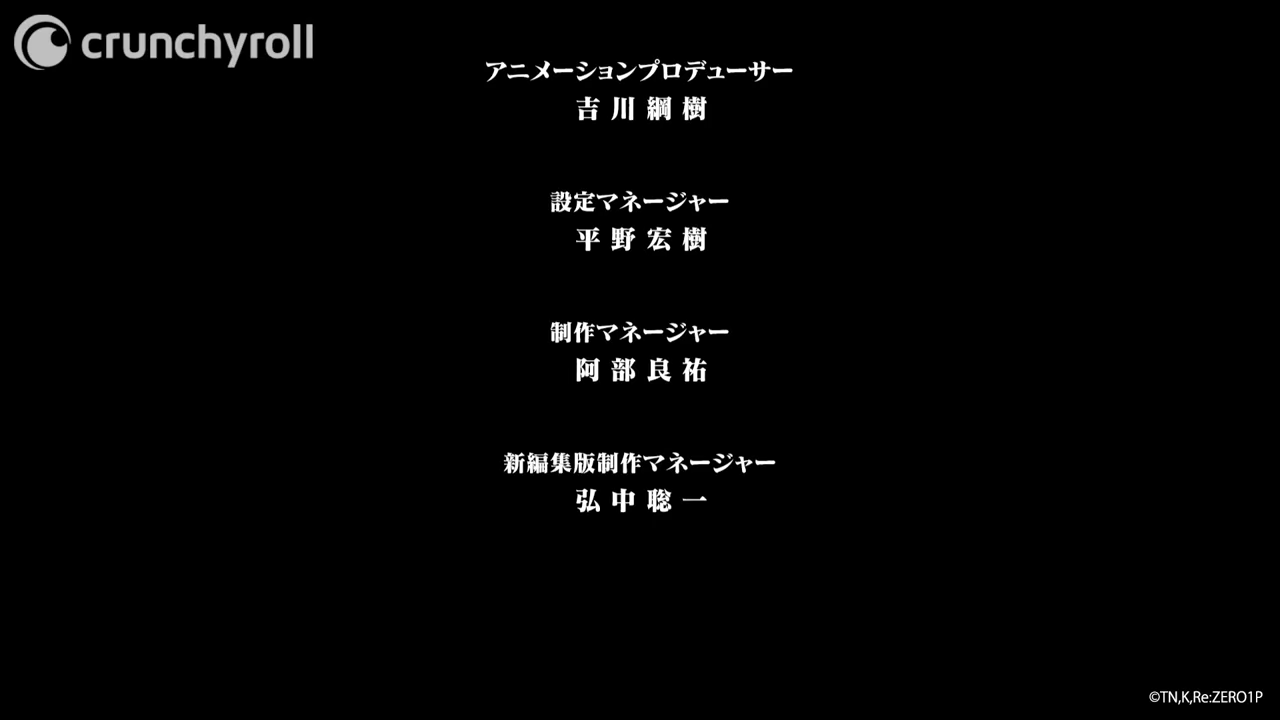 crunchyroll
アニメーションプロデューサー
吉川綱樹
設定マネージャー
平野宏樹
制作マネージャー
阿部良祐
新編集版制作マネージャー
弘中聡一
©TN,K,Re:ZERO1P